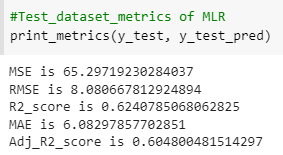 #Test_dataset_metrics of MLR
print_metrics(y_test, y_test_pred)
MSE is 65.29719230284037
RMSE is 8.080667812924894
R2_score is 0.6240785068062825
MAE is 6.08297857702851
Adj_R2_score is 0.604800481514297